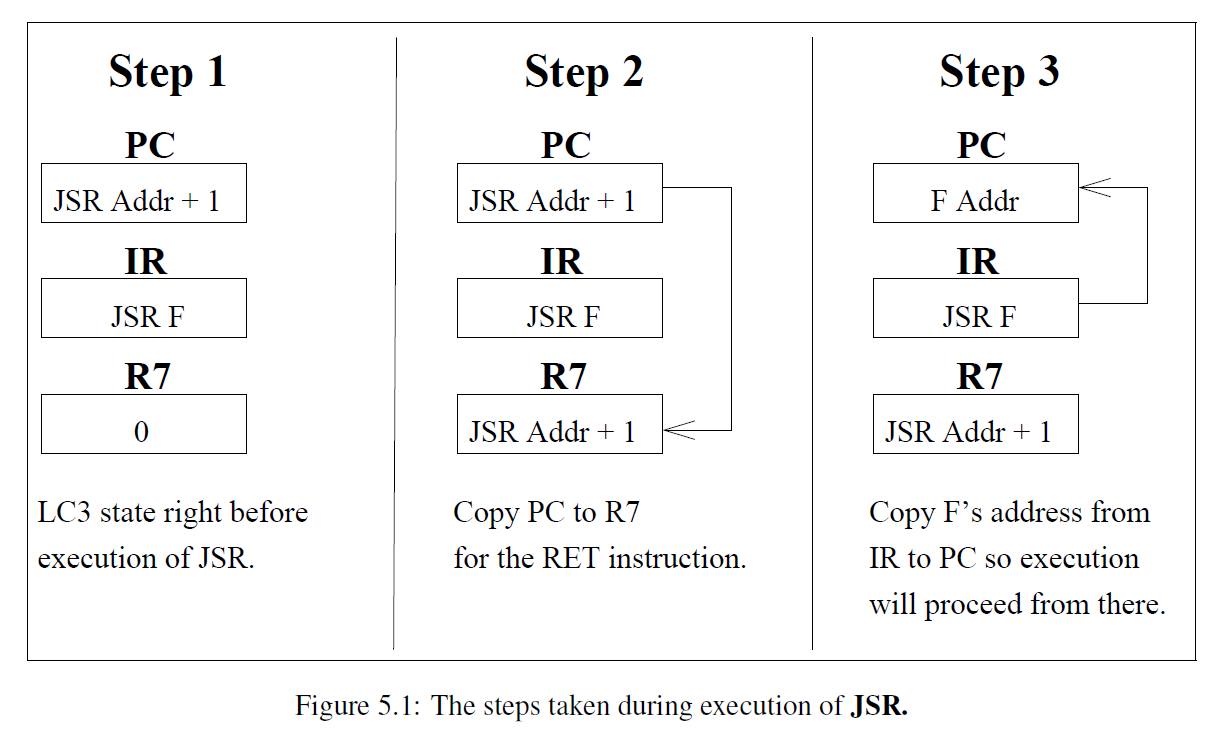 Step 1
PC
JSR Addr + 1
IR
JSR F
R7
0
LC3 state right before
execution of JSR.
Step 2
PC
JSR Addr + 1
IR
JSR F
R7
JSR Addr + 1
Copy PC to R7
for the RET instruction.
Step 3
PC
F Addr
IR
JSR F
R7
JSR Addr + 1
Copy F’s address from
IR to PC so execution
will proceed from there.
Figure 5.1: The steps taken during execution of JSR.